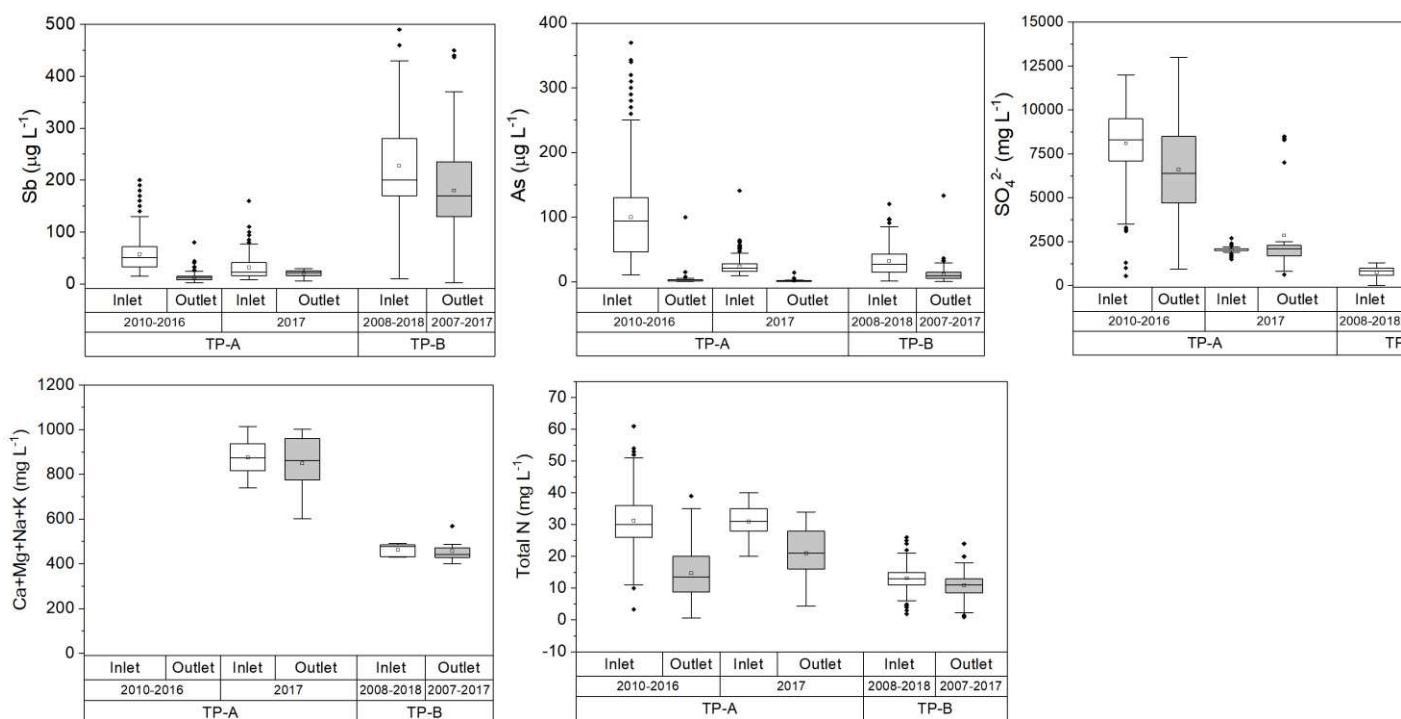 Sb (µg L-1)
500
400
300
200
100
0
Inlet Outlet Inlet Outlet Inlet Outlet
2010-2016 2017 2008-2018 2007-2017
TP-A TP-B
As (µg L-1)
400
300
200
100
0
Inlet Outlet Inlet Outlet Inlet Outlet
2010-2016 2017 2008-2018 2007-2017
TP-A TP-B
SO42- (mg L-1)
15000
12500
10000
7500
5000
2500
0
Inlet Outlet Inlet Outlet Inlet
2010-2016 2017 2008-2018
TP-A TP
Ca+Mg+Na+K (mg L-1)
1200
1000
800
600
400
200
0
Inlet Outlet Inlet Outlet Inlet Outlet
2010-2016 2017 2008-2018 2007-2017
TP-A TP-B
Total N (mg L-1)
70
60
50
40
30
20
10
0
-10
Inlet Outlet Inlet Outlet Inlet Outlet
2010-2016 2017 2008-2018 2007-2017
TP-A TP-B